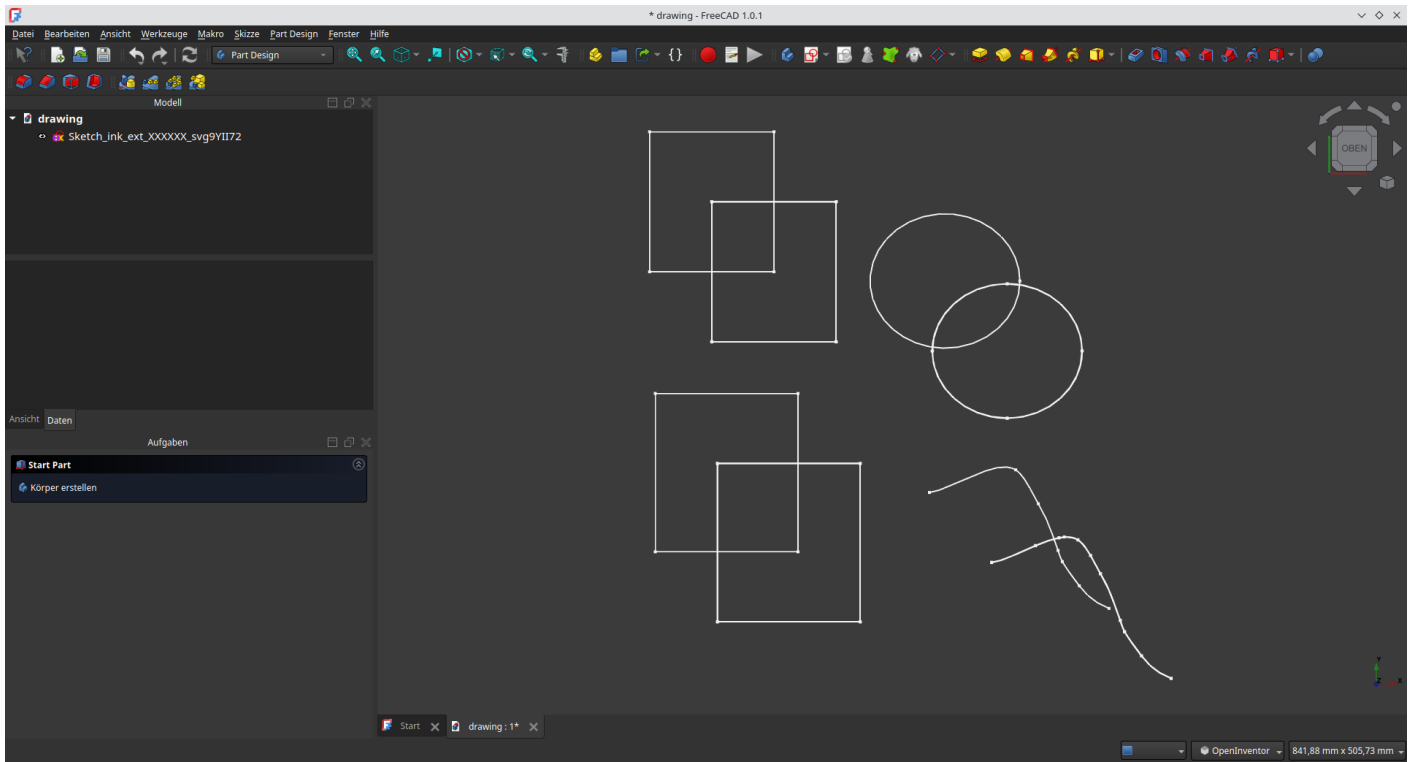 * drawing - FreeCAD 1.0.1
Datei Bearbeiten Ansicht Werkzeuge Makro Skizze Part Design Fenster Hilfe
Part Design
Modell
drawing
Sketch_ink_ext_XXXXXX_svg9YII72
OBEN
Ansicht Daten
Aufgaben
Start Part
Körper erstellen
Y
Z X
Start drawing : 1*
OpenInventor 841,88 mm x 505,73 mm